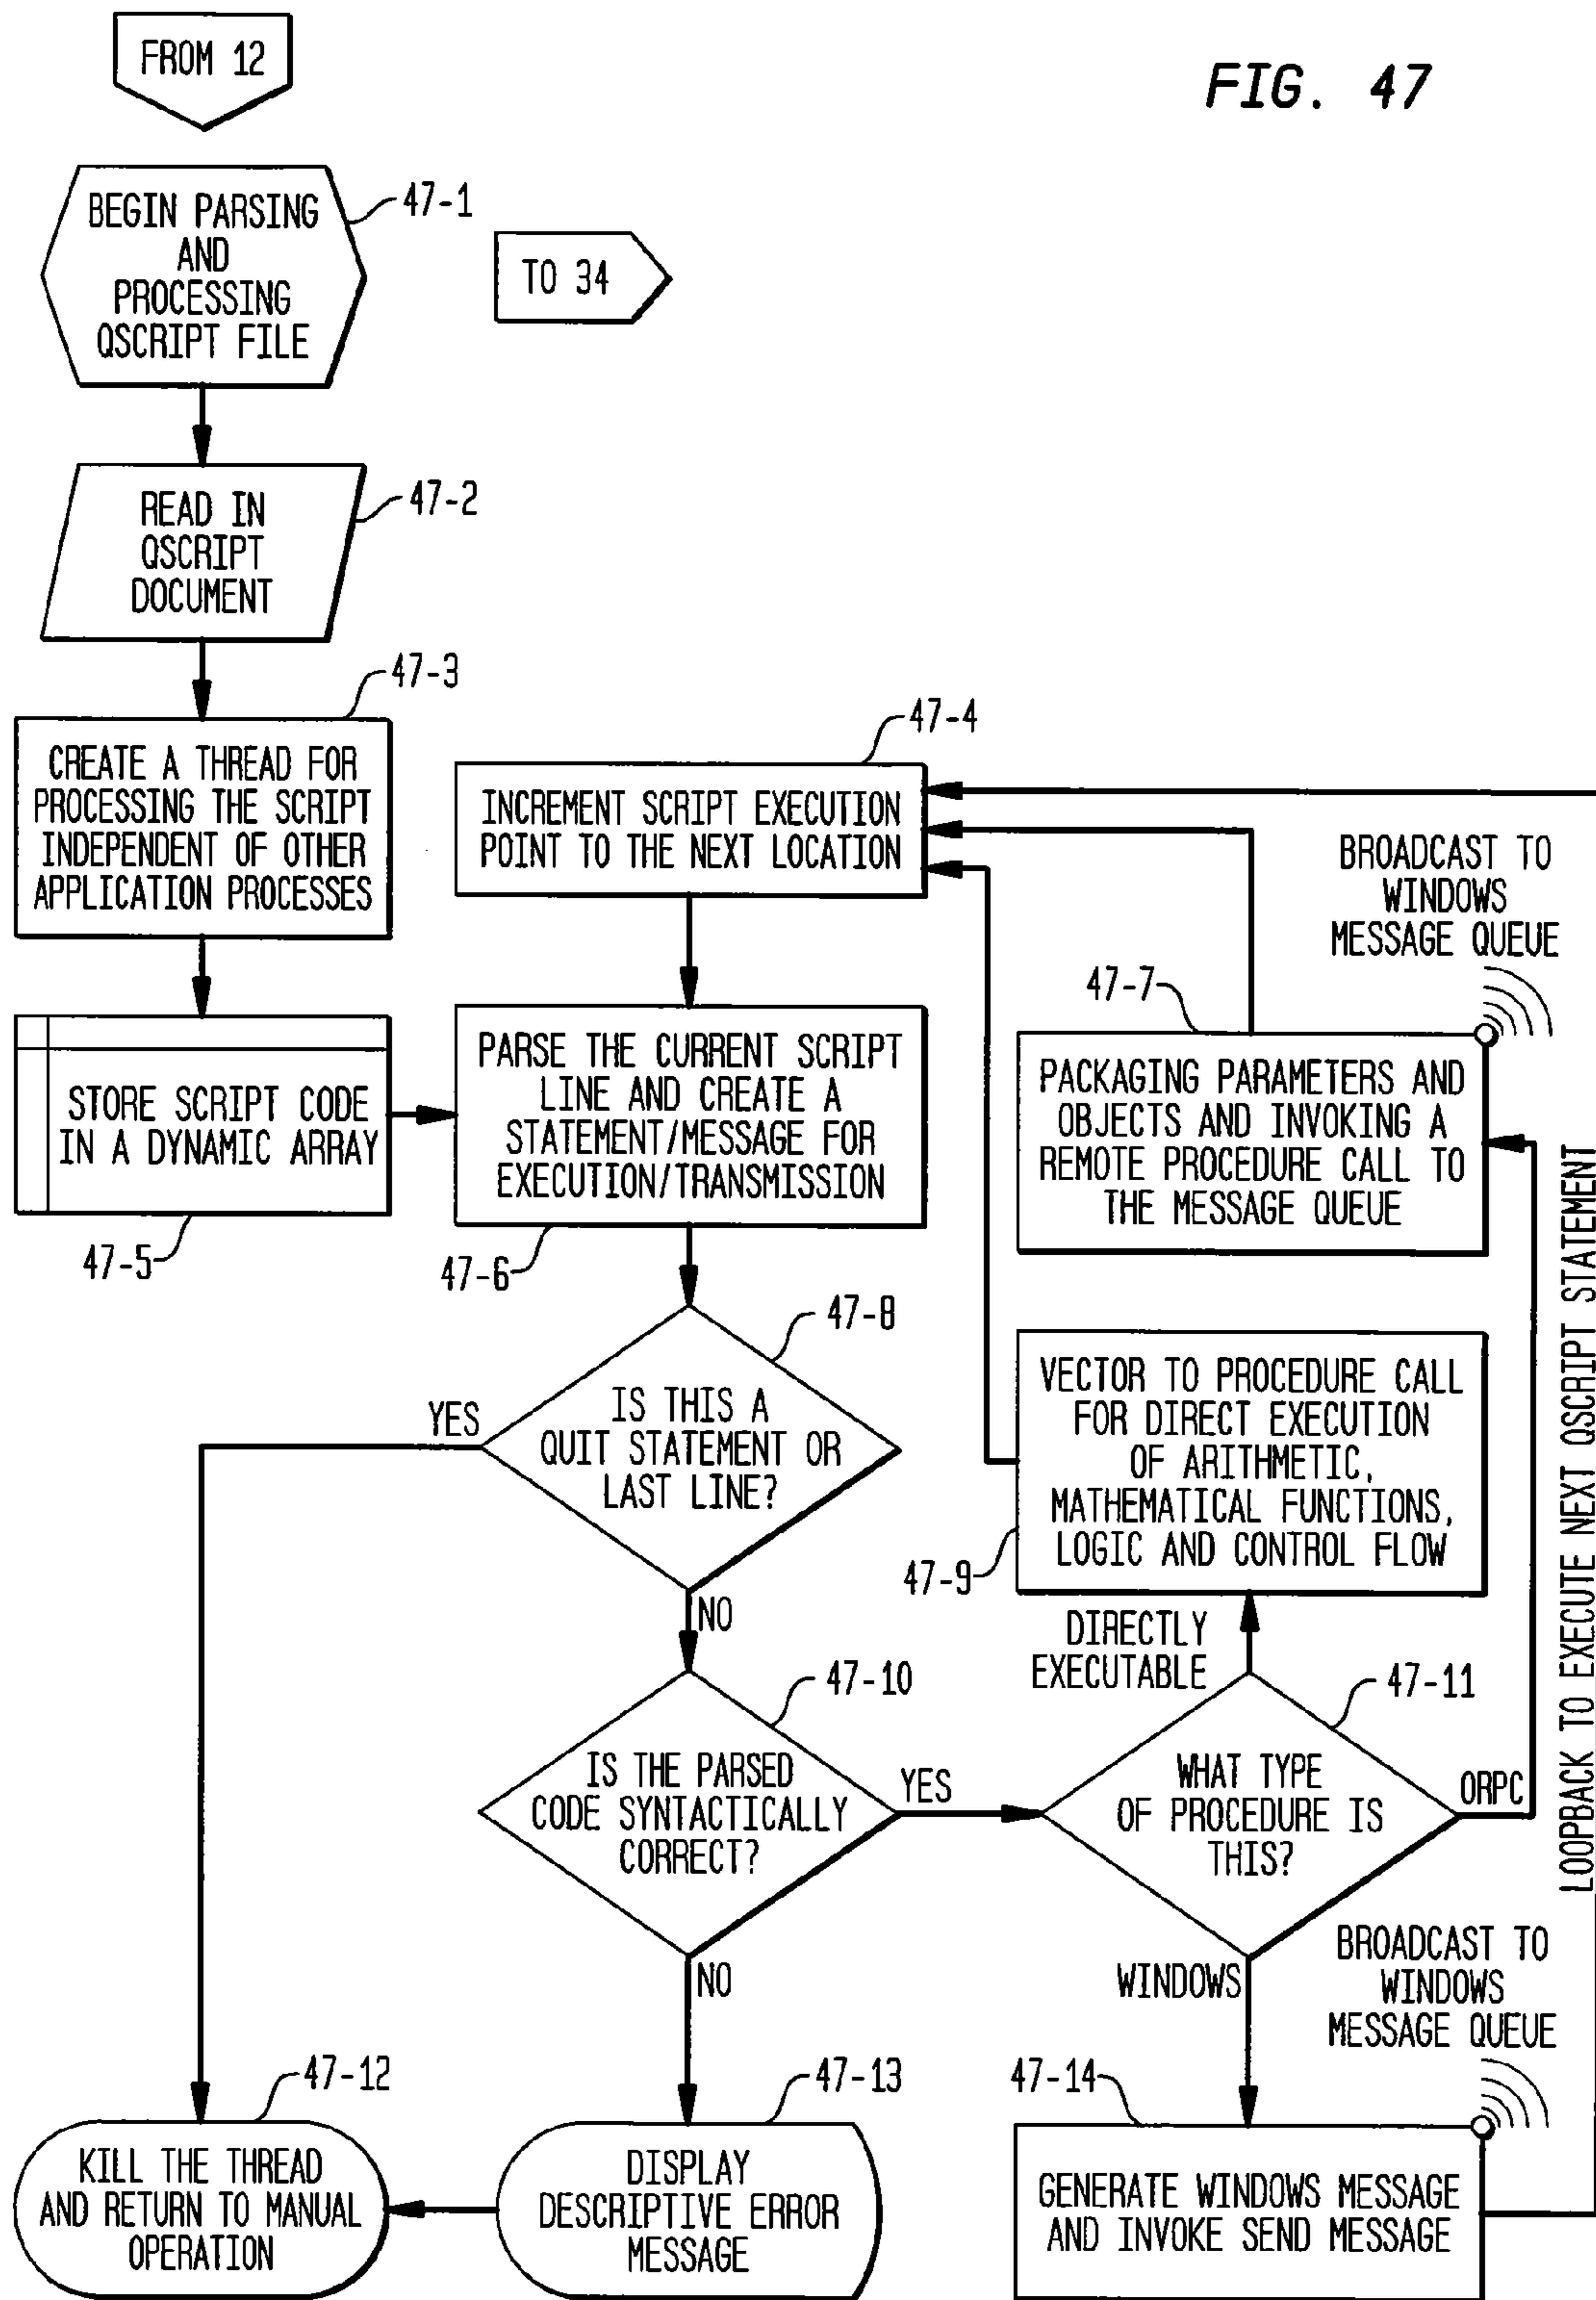 FROM 12
FIG. 47
BEGIN PARSING
AND
PROCESSING
QSCRIPT FILE
47-1
TO 34
READ IN
QSCRIPT
DOCUMENT
47-2
47-3
CREATE A THREAD FOR
PROCESSING THE SCRIPT
INDEPENDENT OF OTHER
APPLICATION PROCESSES
47-4
INCREMENT SCRIPT EXECUTION
POINT TO THE NEXT LOCATION
BROADCAST TO
WINDOWS
MESSAGE QUEUE
47-7
STORE SCRIPT CODE
IN A DYNAMIC ARRAY
47-5
PARSE THE CURRENT SCRIPT
LINE AND CREATE A
STATEMENT/MESSAGE FOR
EXECUTION/TRANSMISSION
47-6
PACKAGING PARAMETERS AND
OBJECTS AND INVOKING A
REMOTE PROCEDURE CALL TO
THE MESSAGE QUEUE
LOOPBACK TO EXECUTE NEXT QSCRIPT STATEMENT
47-8
YES
IS THIS A
QUIT STATEMENT OR
LAST LINE?
NO
VECTOR TO PROCEDURE CALL
FOR DIRECT EXECUTION
OF ARITHMETIC,
MATHEMATICAL FUNCTIONS,
LOGIC AND CONTROL FLOW
47-9
DIRECTLY
EXECUTABLE
47-10
IS THE PARSED
CODE SYNTACTICALLY
CORRECT?
YES
NO
47-11
WHAT TYPE
OF PROCEDURE IS
THIS?
ORPC
WINDOWS
BROADCAST TO
WINDOWS
MESSAGE QUEUE
47-12
KILL THE THREAD
AND RETURN TO MANUAL
OPERATION
47-13
DISPLAY
DESCRIPTIVE ERROR
MESSAGE
47-14
GENERATE WINDOWS MESSAGE
AND INVOKE SEND MESSAGE